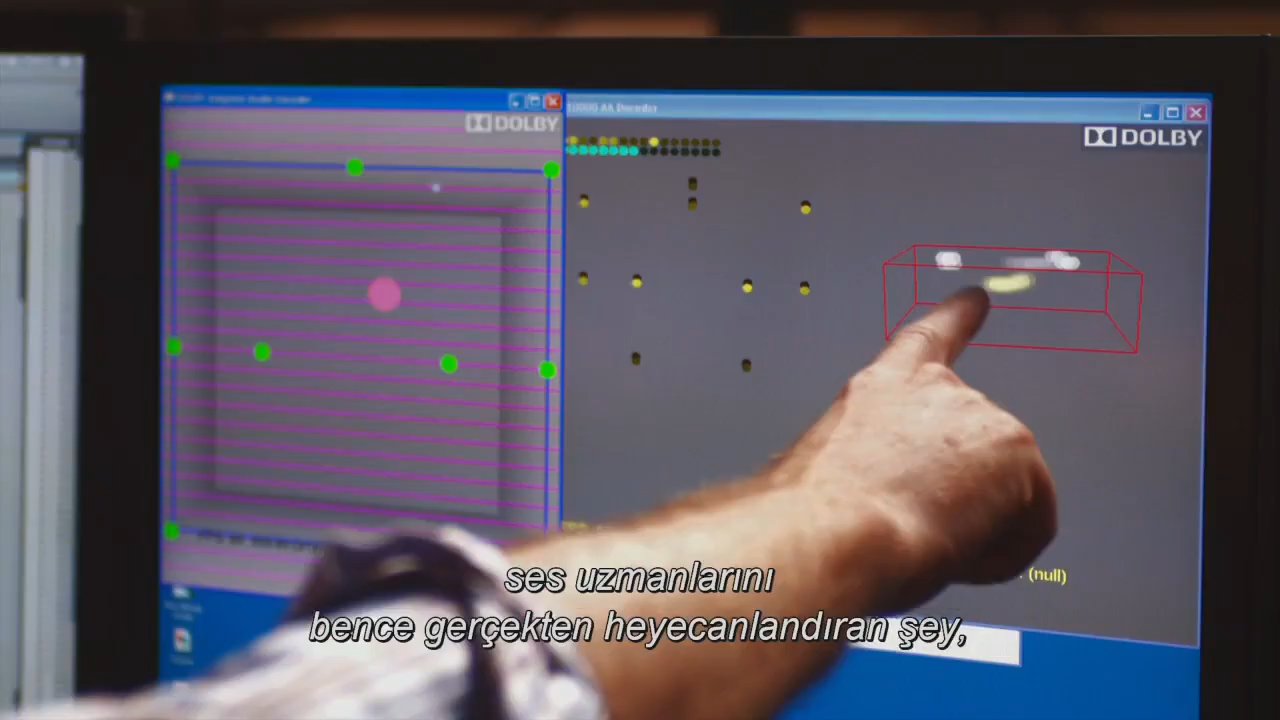 DOLBY
DOLBY
(null)
ses uzmanlarını
bence gerçekten heyecanlandıran şey,